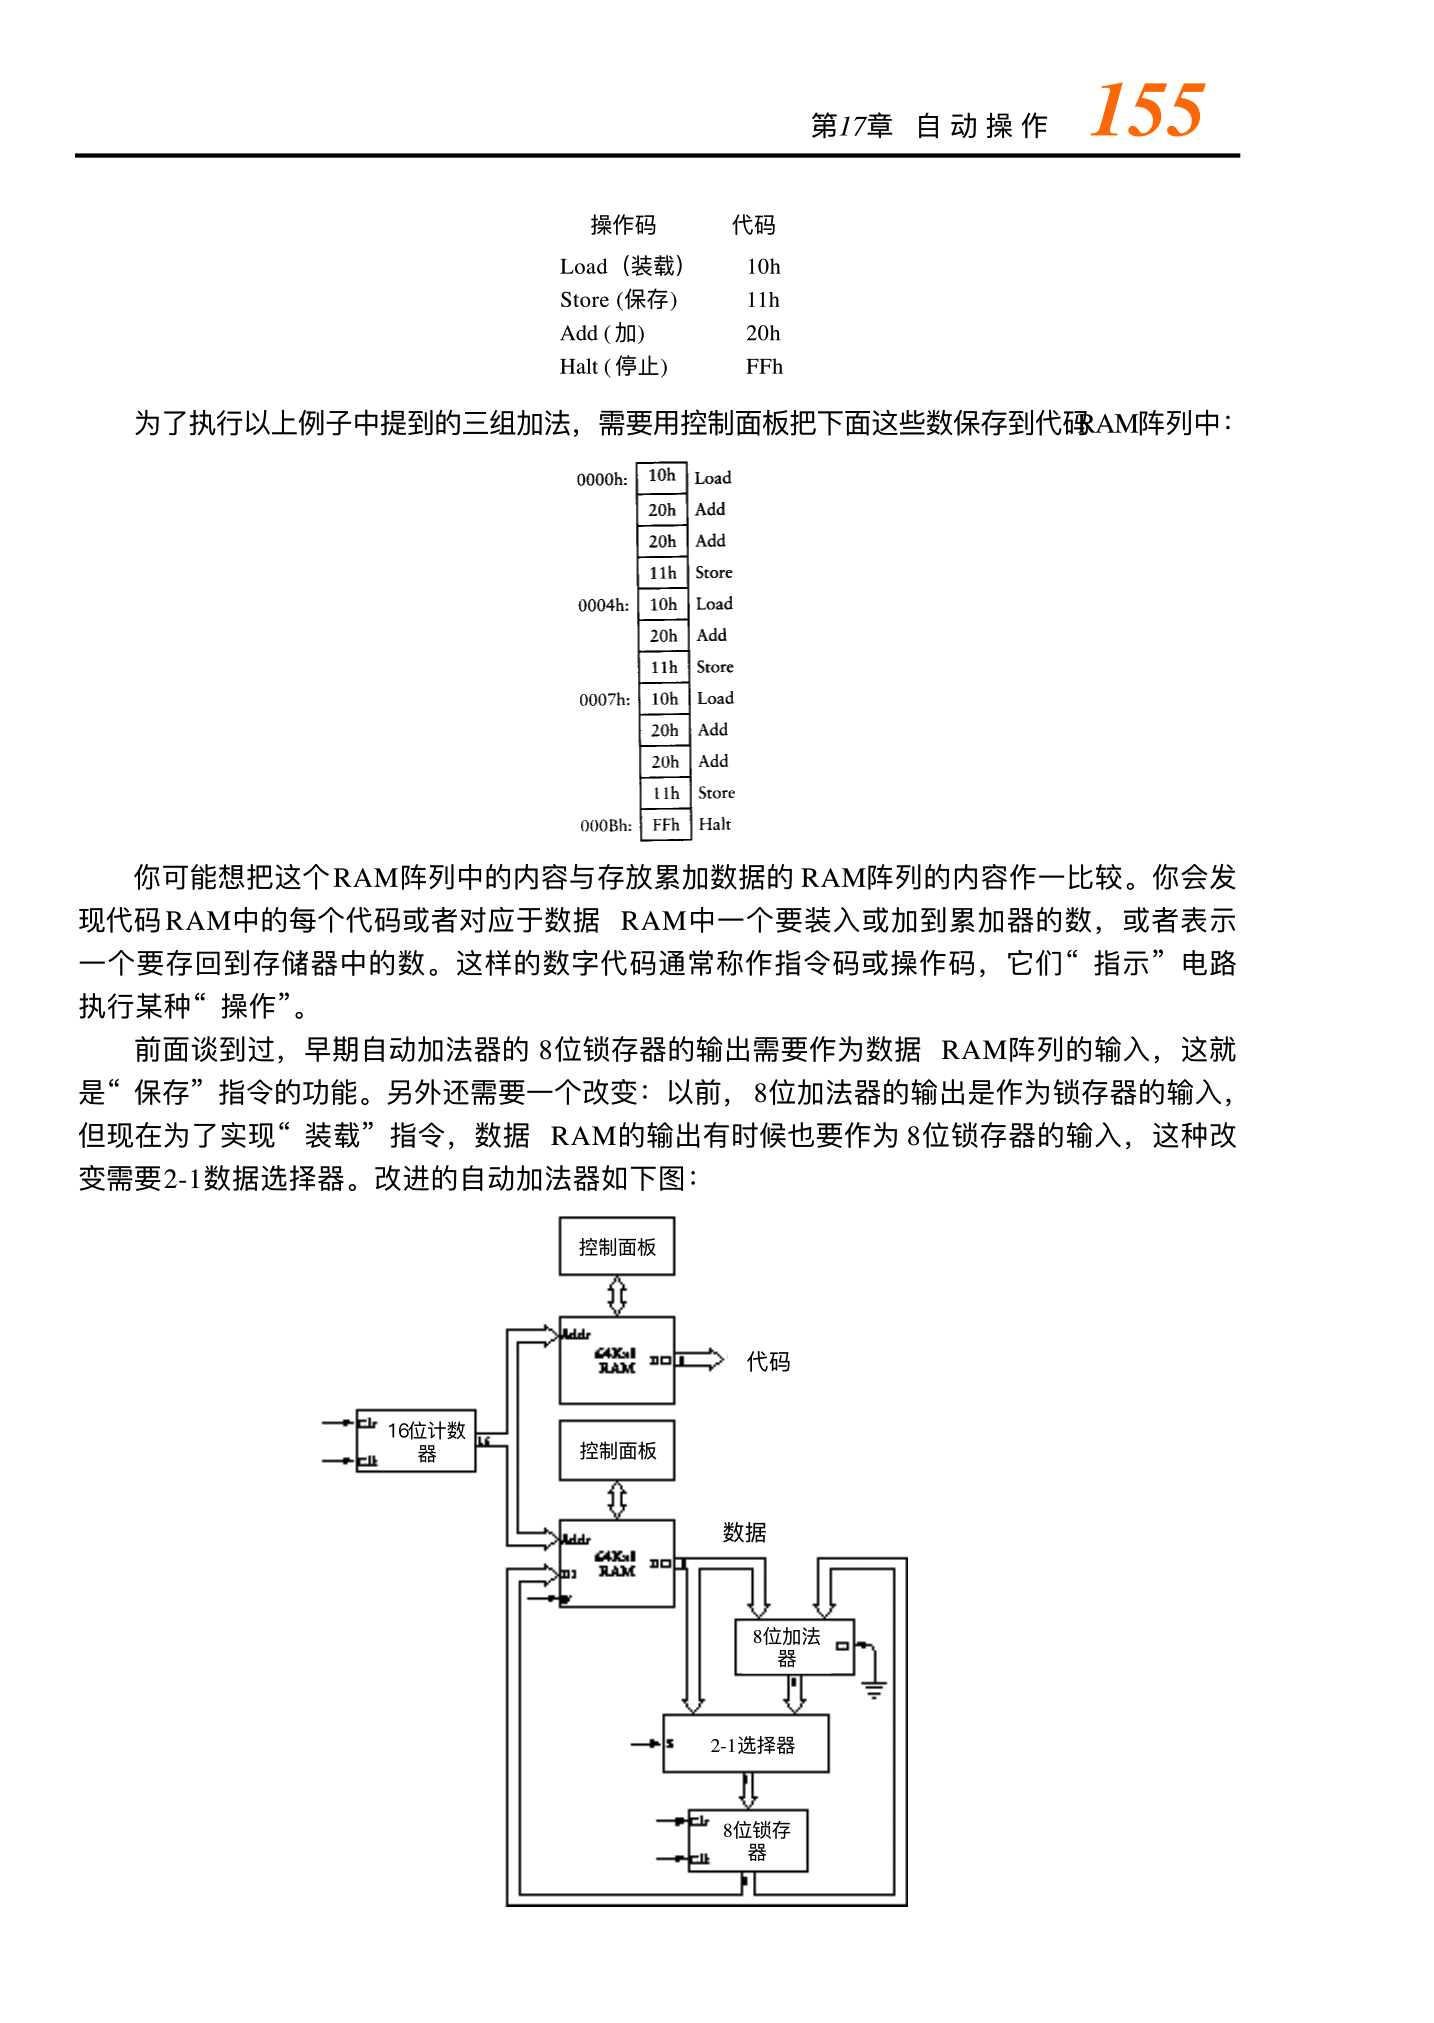 第17章 自动操作 155
操作码 代码
Load（装载） 10h
Store (保存) 11h
Add (加) 20h
Halt (停止) FFh
为了执行以上例子中提到的三组加法，需要用控制面板把下面这些数保存到代码RAM阵列中：
0000h: 10h Load
20h Add
20h Add
11h Store
0004h: 10h Load
20h Add
11h Store
0007h: 10h Load
20h Add
20h Add
11h Store
000Bh: FFh Halt
你可能想把这个RAM阵列中的内容与存放累加数据的 RAM阵列的内容作一比较。你会发
现代码RAM中的每个代码或者对应于数据 RAM中一个要装入或加到累加器的数，或者表示
一个要存回到存储器中的数。这样的数字代码通常称作指令码或操作码，它们“指示”电路
执行某种“操作”。
前面谈到过，早期自动加法器的 8位锁存器的输出需要作为数据 RAM阵列的输入，这就
是“保存”指令的功能。另外还需要一个改变：以前，8位加法器的输出是作为锁存器的输入，
但现在为了实现“装载”指令，数据 RAM的输出有时候也要作为 8位锁存器的输入，这种改
变需要2-1数据选择器。改进的自动加法器如下图：
控制面板
Addr
64Kx8
RAM
DO
代码
Clr
16位计数
器
Clk
16
控制面板
Addr
64Kx8
RAM
DO
DI
W
数据
8位加法
器
S
2-1选择器
Clr
8位锁存
器
Clk